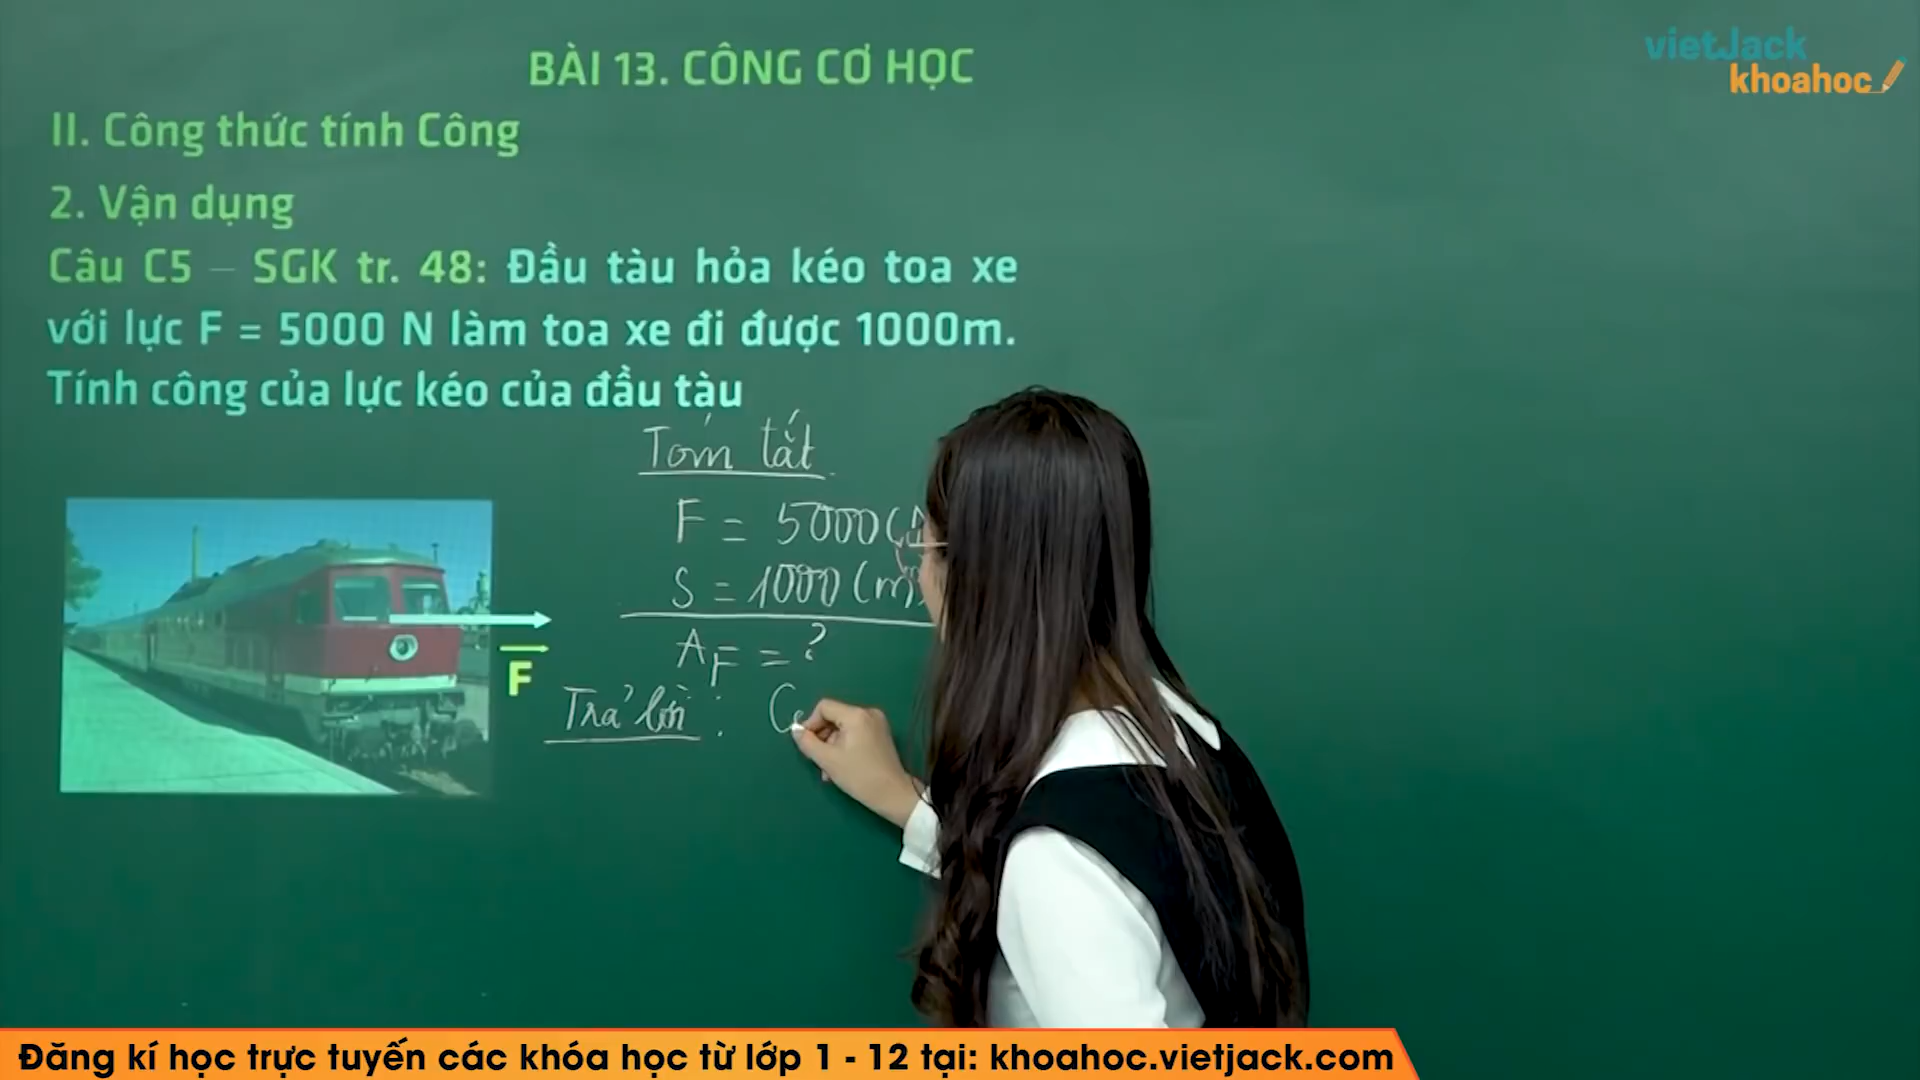 vietJack
khoahoc
BÀI 13. CÔNG CƠ HỌC
II. Công thức tính Công
2. Vận dụng
Câu C5 – SGK tr. 48: Đầu tàu hỏa kéo toa xe
với lực F = 5000 N làm toa xe đi được 1000m.
Tính công của lực kéo của đầu tàu
Tóm tắt
F = 5000 (N
S = 1000 (m)
A_F = ?
F
Trả lời : C
Đăng kí học trực tuyến các khóa học từ lớp 1 - 12 tại: khoahoc.vietjack.com